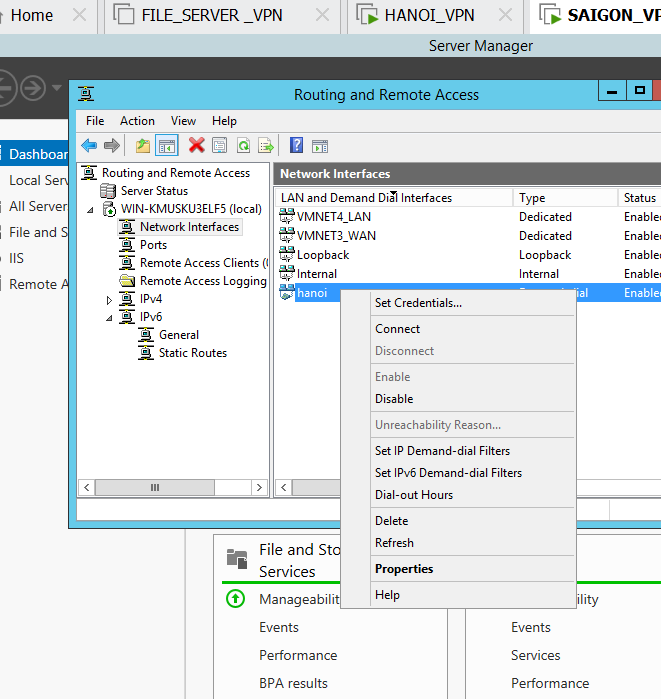 Home
FILE_SERVER _VPN
HANOI_VPN
SAIGON_VP
Server Manager
Routing and Remote Access
File Action View Help
Dashboar
Local Serv
All Server
File and S
IIS
Remote A
Routing and Remote Access
Server Status
WIN-KMUSKU3ELF5 (local)
Network Interfaces
Ports
Remote Access Clients (0
Remote Access Logging
IPv4
IPv6
General
Static Routes
Network Interfaces
LAN and Demand Dial Interfaces Type Status
VMNET4_LAN Dedicated Enabled
VMNET3_WAN Dedicated Enabled
Loopback Loopback Enabled
Internal Internal Enabled
hanoi Enabled
Set Credentials...
Connect
Disconnect
Enable
Disable
Unreachability Reason...
Set IP Demand-dial Filters
Set IPv6 Demand-dial Filters
Dial-out Hours
Delete
Refresh
Properties
Help
File and Sto
Services
Manageabilit
Events
Performance
BPA results
ility
Events
Services
Performance